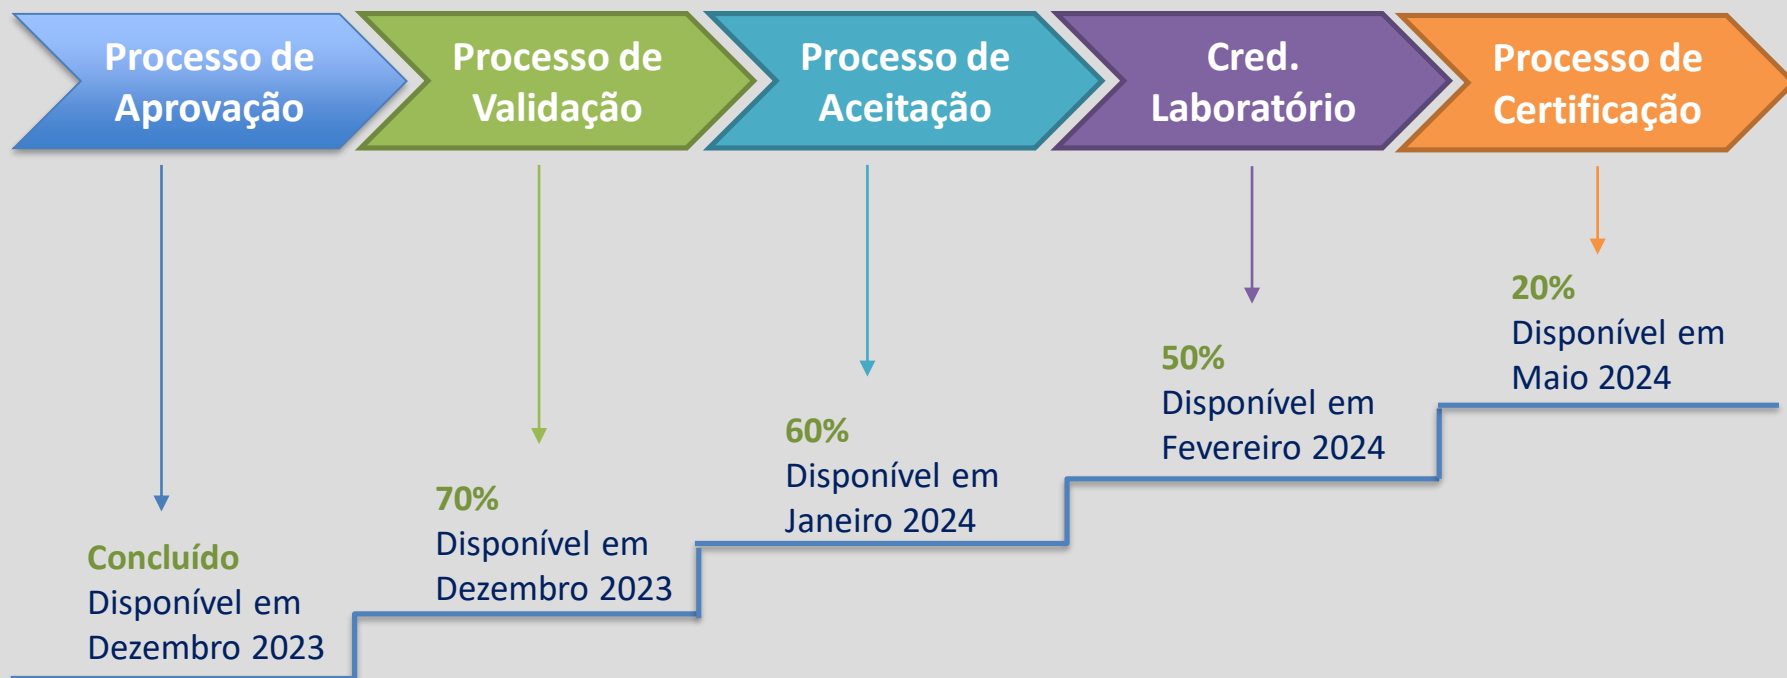 Processo de
Aprovação
Processo de
Validação
Processo de
Aceitação
Cred.
Laboratório
Processo de
Certificação
Concluído
Disponível em
Dezembro 2023
70%
Disponível em
Dezembro 2023
60%
Disponível em
Janeiro 2024
50%
Disponível em
Fevereiro 2024
20%
Disponível em
Maio 2024